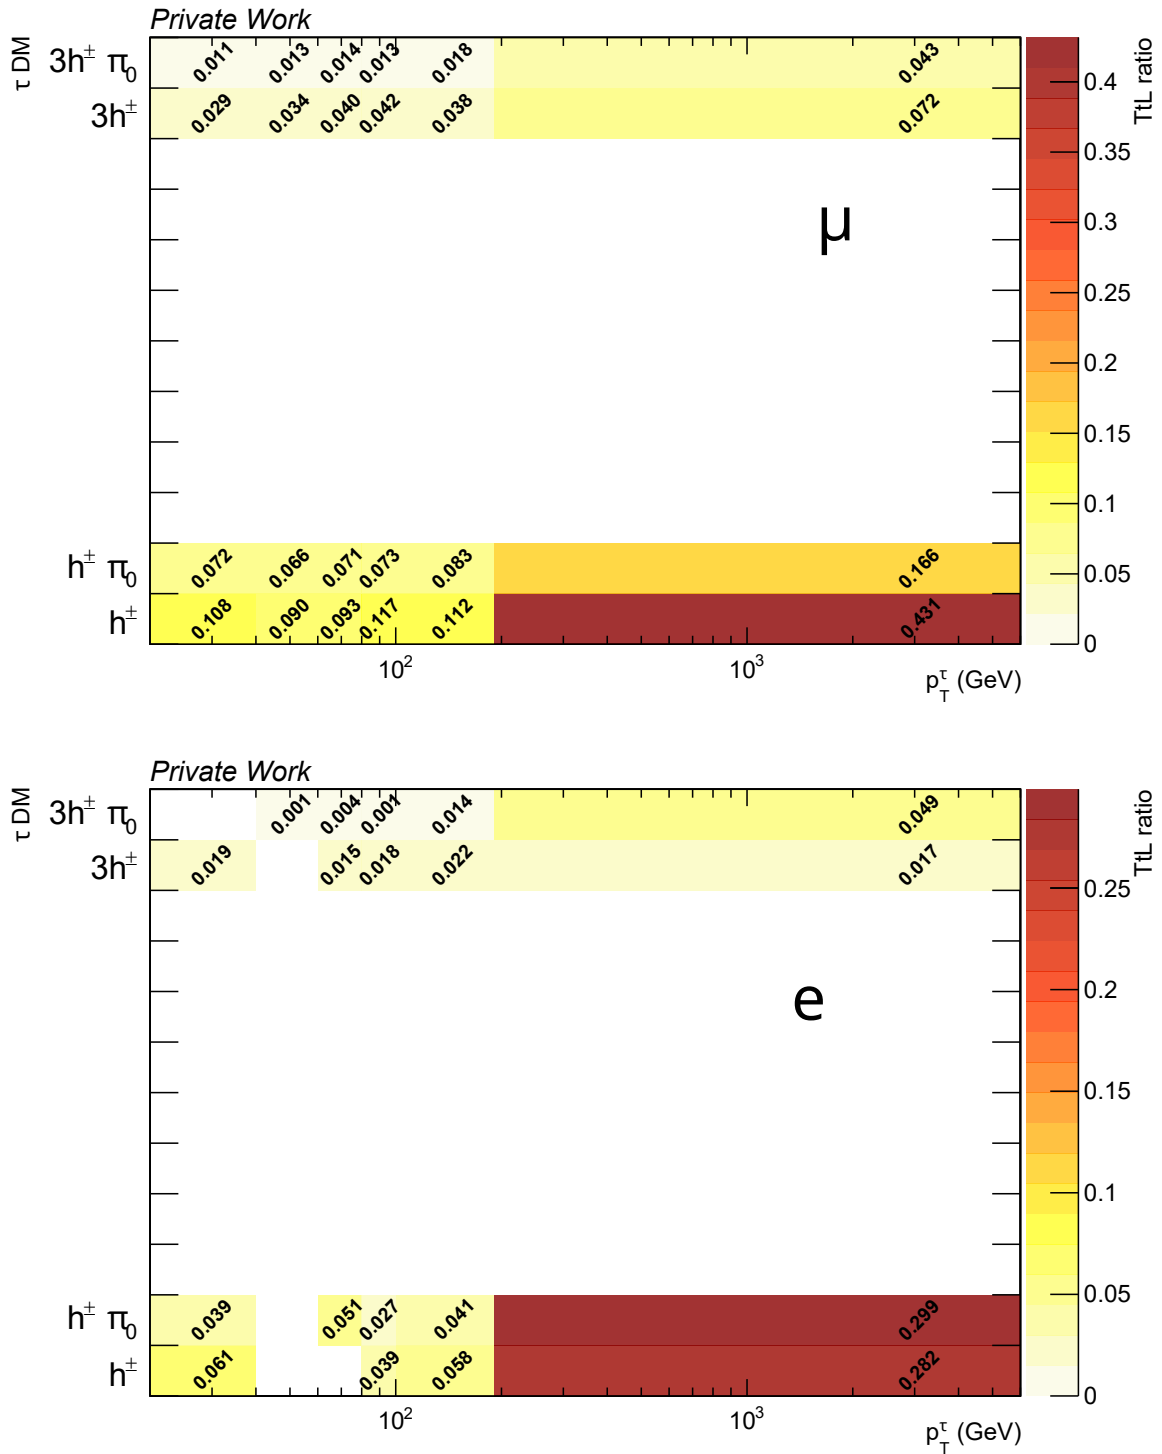 Private Work
τ DM
3h± π0 0.011 0.013 0.014 0.013 0.018 0.043
3h± 0.029 0.034 0.040 0.042 0.038 0.072
μ
h± π0 0.072 0.066 0.071 0.073 0.083 0.166
h± 0.108 0.090 0.093 0.117 0.112 0.431
10² 10³
pTτ (GeV)
TtL ratio
0.4
0.35
0.3
0.25
0.2
0.15
0.1
0.05
0
Private Work
τ DM
3h± π0 0.001 0.004 0.001 0.014 0.049
3h± 0.019 0.015 0.018 0.022 0.017
e
h± π0 0.039 0.051 0.027 0.041 0.299
h± 0.061 0.039 0.058 0.282
10² 10³
pTτ (GeV)
TtL ratio
0.25
0.2
0.15
0.1
0.05
0